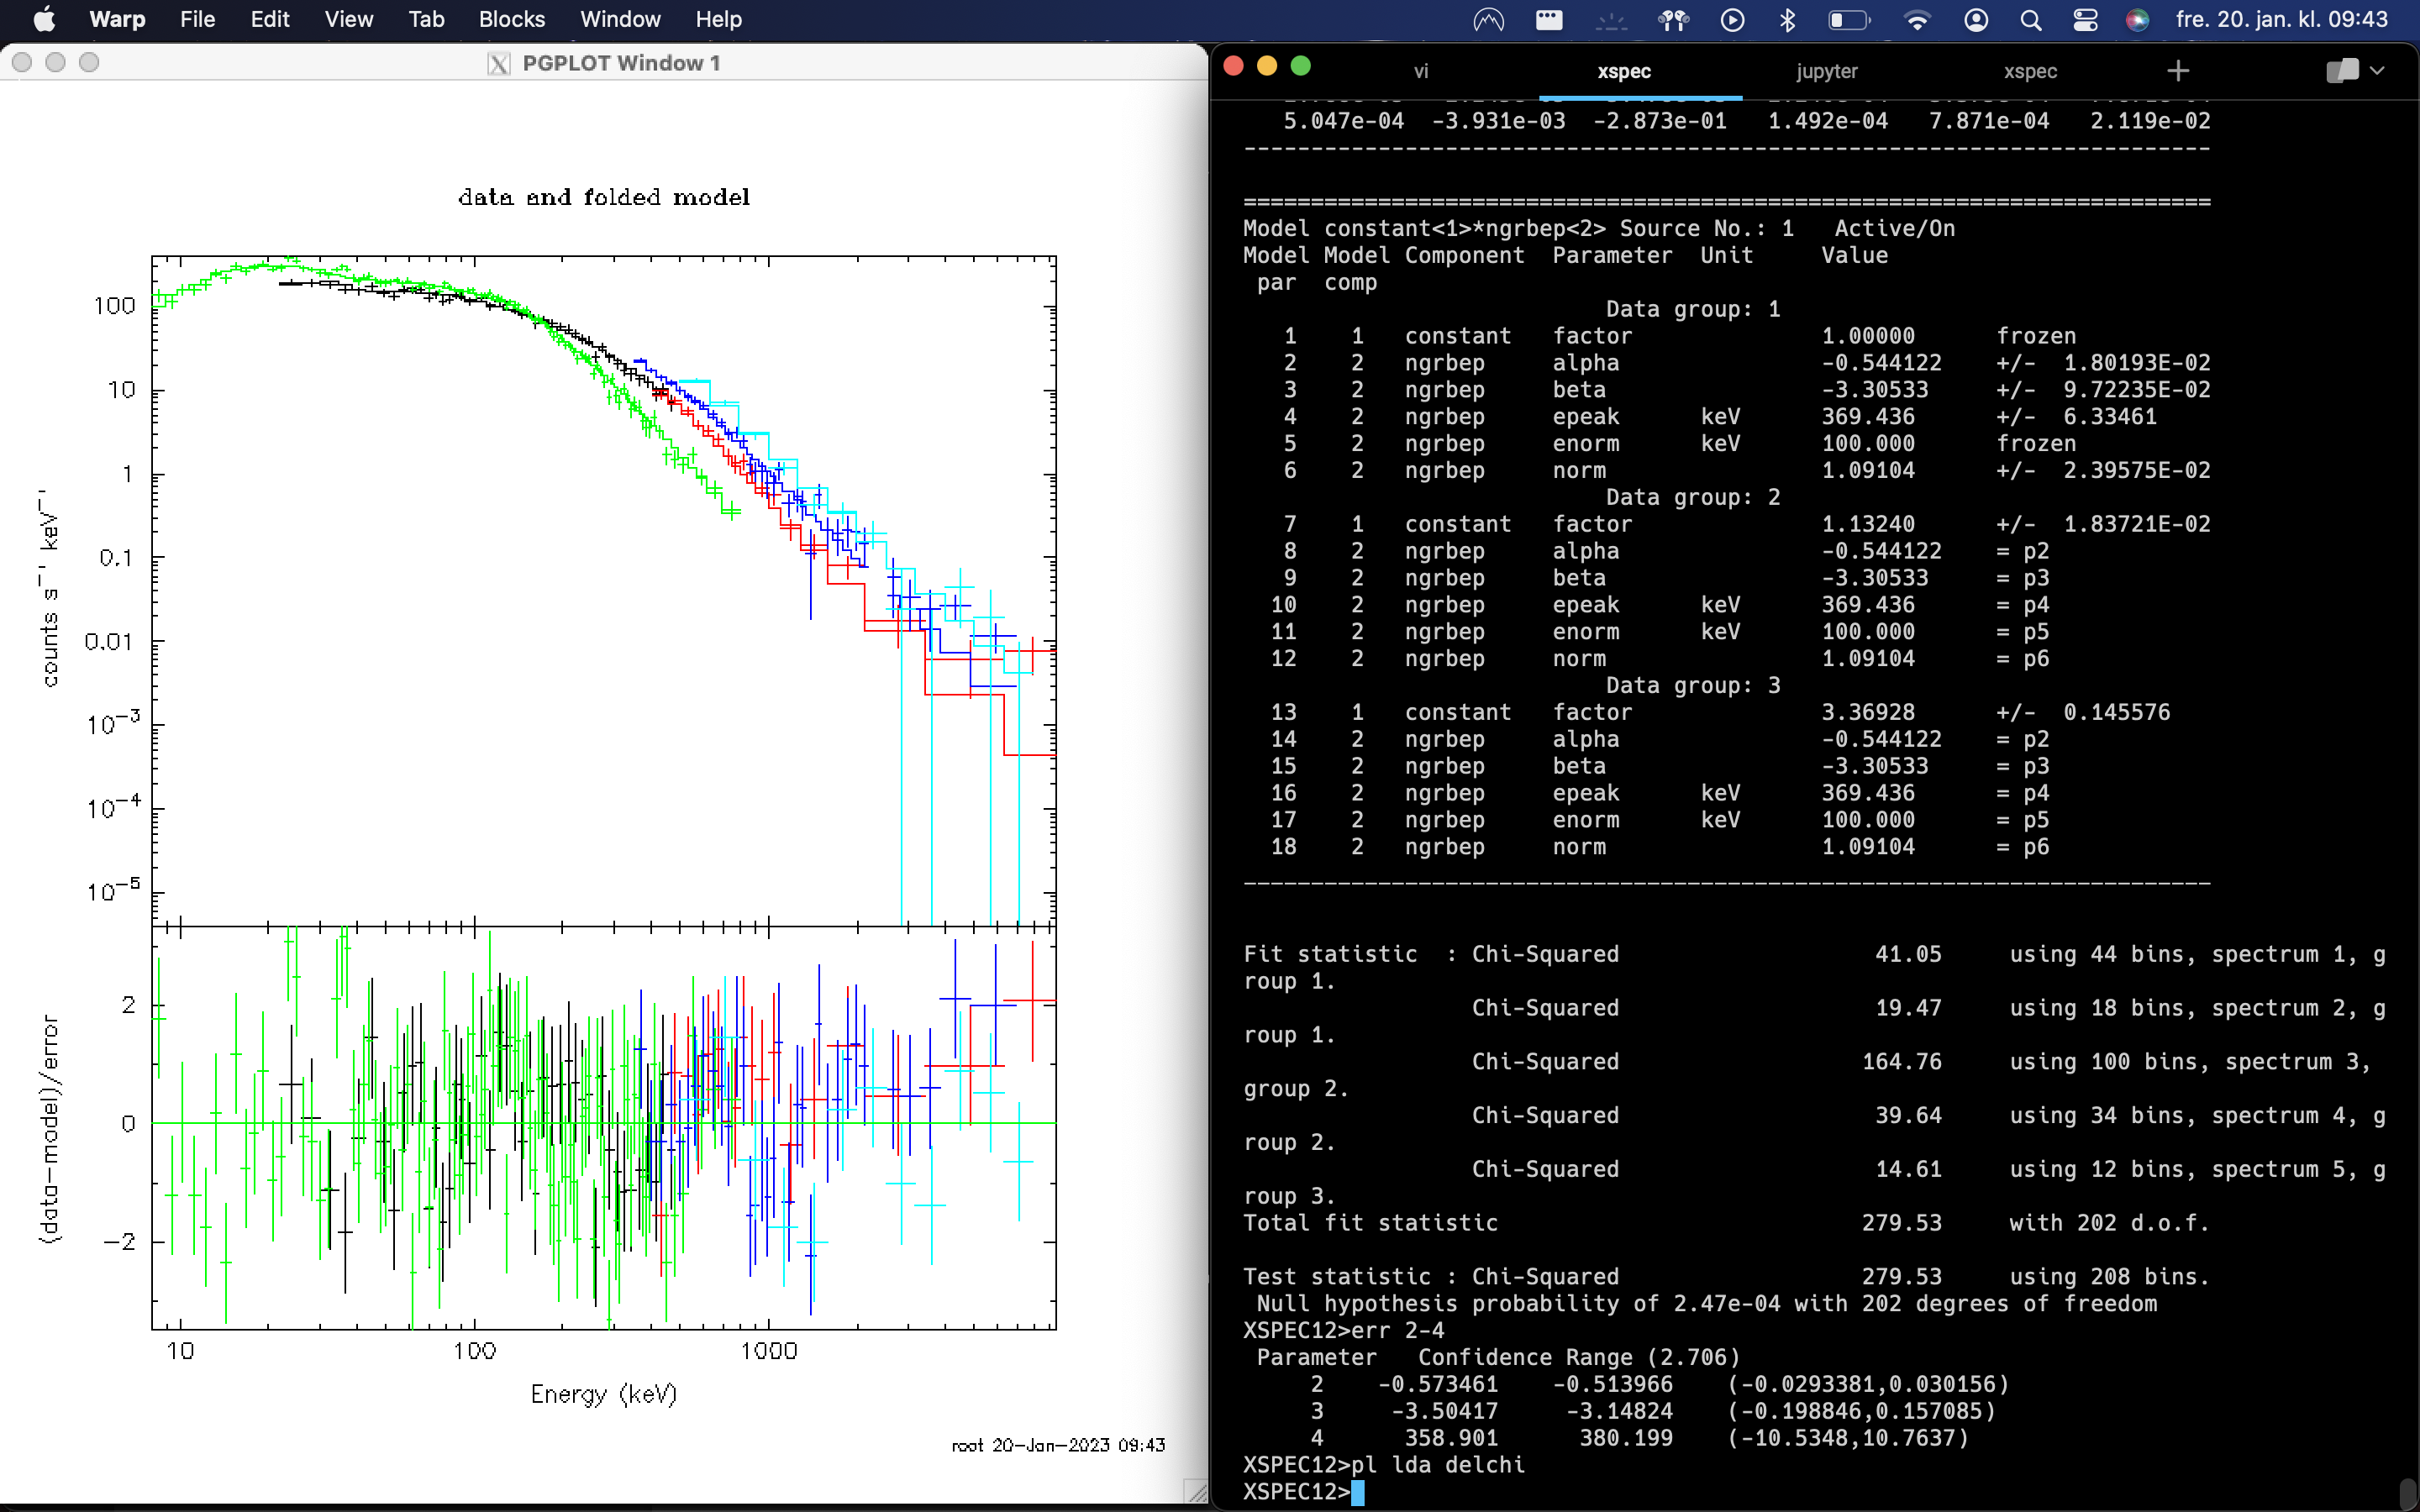 Warp File Edit View Tab Blocks Window Help fre. 20. jan. kl. 09:43
PGPLOT Window 1
data and folded model
100
10
1
0.1
0.01
10−3
10−4
10−5
counts s−1 keV−1
2
0
−2
(data−model)/error
10 100 1000
Energy (keV)
root 20-Jan-2023 09:43
vi xspec jupyter xspec
5.047e-04 -3.931e-03 -2.873e-01 1.492e-04 7.871e-04 2.119e-02
------------------------------------------------------------------------
========================================================================
Model constant<1>*ngrbep<2> Source No.: 1 Active/On
Model Model Component Parameter Unit Value
par comp
Data group: 1
1 1 constant factor 1.00000 frozen
2 2 ngrbep alpha -0.544122 +/- 1.80193E-02
3 2 ngrbep beta -3.30533 +/- 9.72235E-02
4 2 ngrbep epeak keV 369.436 +/- 6.33461
5 2 ngrbep enorm keV 100.000 frozen
6 2 ngrbep norm 1.09104 +/- 2.39575E-02
Data group: 2
7 1 constant factor 1.13240 +/- 1.83721E-02
8 2 ngrbep alpha -0.544122 = p2
9 2 ngrbep beta -3.30533 = p3
10 2 ngrbep epeak keV 369.436 = p4
11 2 ngrbep enorm keV 100.000 = p5
12 2 ngrbep norm 1.09104 = p6
Data group: 3
13 1 constant factor 3.36928 +/- 0.145576
14 2 ngrbep alpha -0.544122 = p2
15 2 ngrbep beta -3.30533 = p3
16 2 ngrbep epeak keV 369.436 = p4
17 2 ngrbep enorm keV 100.000 = p5
18 2 ngrbep norm 1.09104 = p6
________________________________________________________________________
Fit statistic : Chi-Squared 41.05 using 44 bins, spectrum 1, g
roup 1.
Chi-Squared 19.47 using 18 bins, spectrum 2, g
roup 1.
Chi-Squared 164.76 using 100 bins, spectrum 3,
group 2.
Chi-Squared 39.64 using 34 bins, spectrum 4, g
roup 2.
Chi-Squared 14.61 using 12 bins, spectrum 5, g
roup 3.
Total fit statistic 279.53 with 202 d.o.f.
Test statistic : Chi-Squared 279.53 using 208 bins.
Null hypothesis probability of 2.47e-04 with 202 degrees of freedom
XSPEC12>err 2-4
Parameter Confidence Range (2.706)
2 -0.573461 -0.513966 (-0.0293381,0.030156)
3 -3.50417 -3.14824 (-0.198846,0.157085)
4 358.901 380.199 (-10.5348,10.7637)
XSPEC12>pl lda delchi
XSPEC12>